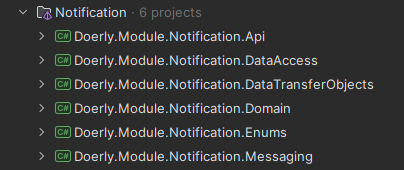 Notification · 6 projects
C# Doerly.Module.Notification.Api
C# Doerly.Module.Notification.DataAccess
C# Doerly.Module.Notification.DataTransferObjects
C# Doerly.Module.Notification.Domain
C# Doerly.Module.Notification.Enums
C# Doerly.Module.Notification.Messaging